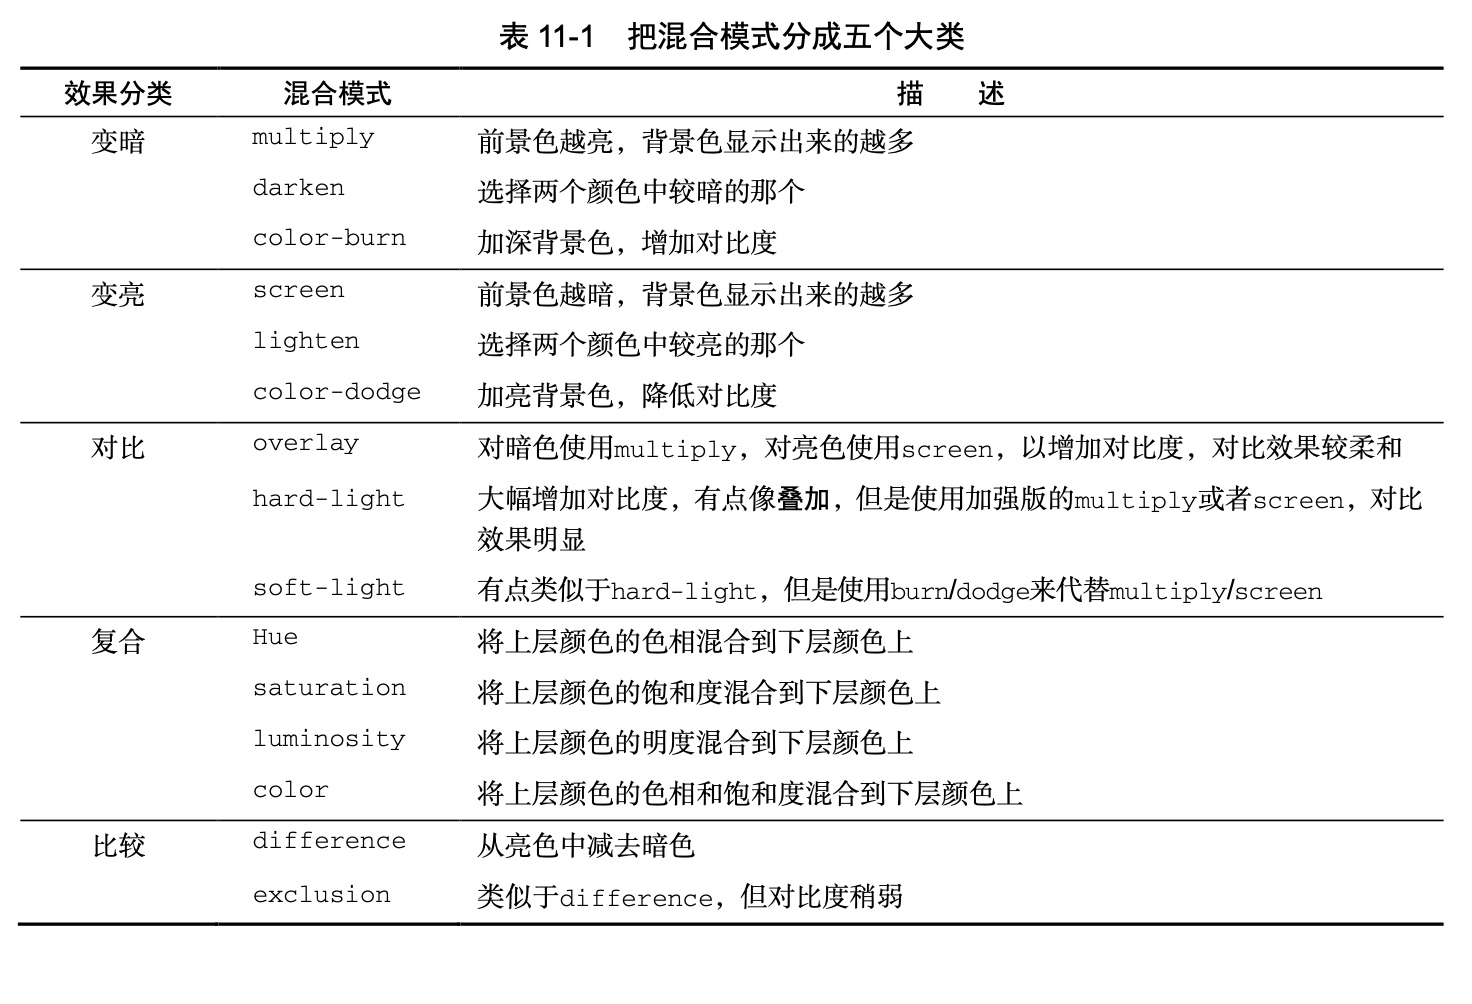 表 11-1 把混合模式分成五个大类
效果分类 混合模式 描 述
变暗 multiply 前景色越亮，背景色显示出来的越多
darken 选择两个颜色中较暗的那个
color-burn 加深背景色，增加对比度
变亮 screen 前景色越暗，背景色显示出来的越多
lighten 选择两个颜色中较亮的那个
color-dodge 加亮背景色，降低对比度
对比 overlay 对暗色使用multiply，对亮色使用screen，以增加对比度，对比效果较柔和
hard-light 大幅增加对比度，有点像叠加，但是使用加强版的multiply或者screen，对比
效果明显
soft-light 有点类似于hard-light，但是使用burn/dodge来代替multiply/screen
复合 Hue 将上层颜色的色相混合到下层颜色上
saturation 将上层颜色的饱和度混合到下层颜色上
luminosity 将上层颜色的明度混合到下层颜色上
color 将上层颜色的色相和饱和度混合到下层颜色上
比较 difference 从亮色中减去暗色
exclusion 类似于difference，但对比度稍弱